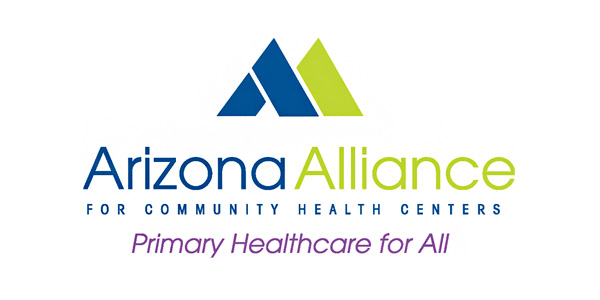 Arizona Alliance
FOR COMMUNITY HEALTH CENTERS
Primary Healthcare for All